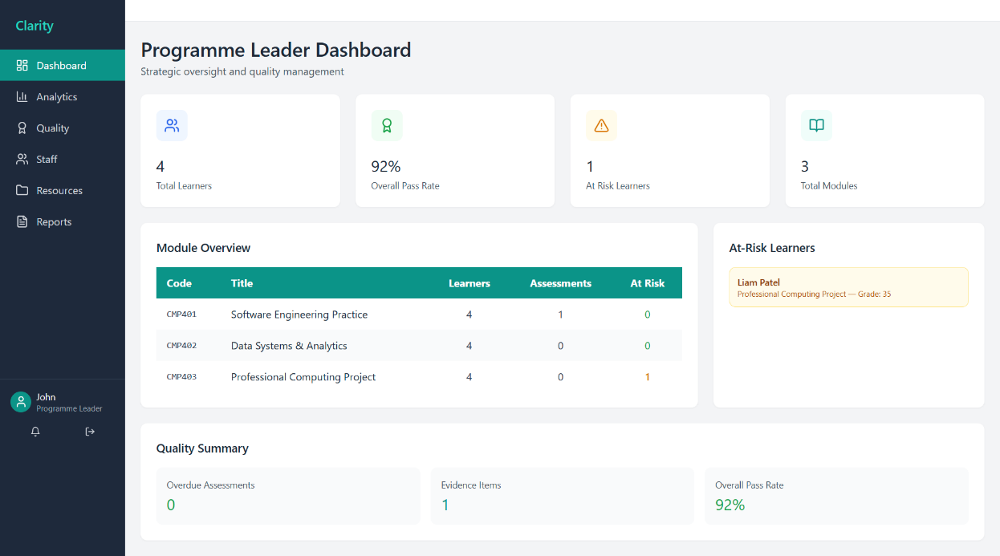 Clarity
Dashboard
Analytics
Quality
Staff
Resources
Reports
John
Programme Leader
Programme Leader Dashboard
Strategic oversight and quality management
4
Total Learners
92%
Overall Pass Rate
1
At Risk Learners
3
Total Modules
Module Overview
Code Title Learners Assessments At Risk
CMP401 Software Engineering Practice 4 1 0
CMP402 Data Systems & Analytics 4 0 0
CMP403 Professional Computing Project 4 0 1
At-Risk Learners
Liam Patel
Professional Computing Project — Grade: 35
Quality Summary
Overdue Assessments
0
Evidence Items
1
Overall Pass Rate
92%